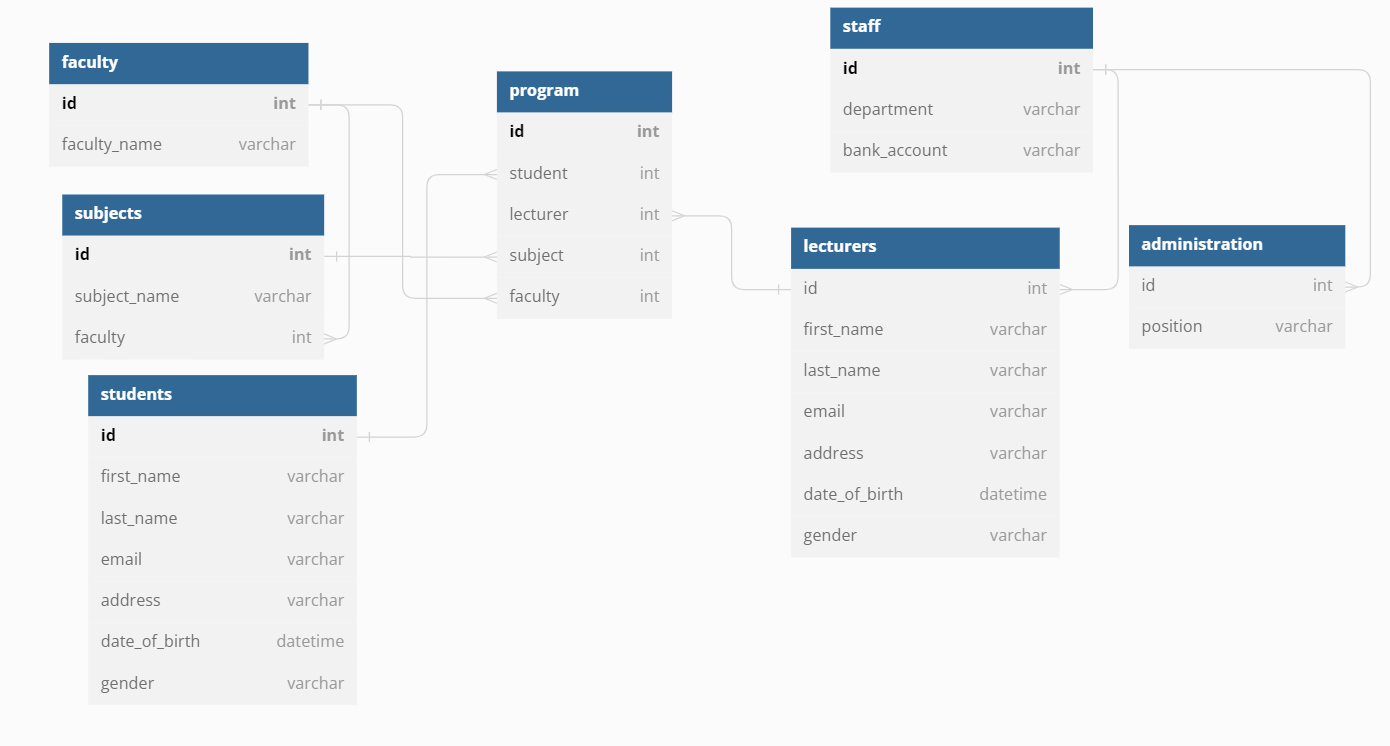 faculty
id int
faculty_name varchar
subjects
id int
subject_name varchar
faculty int
students
id int
first_name varchar
last_name varchar
email varchar
address varchar
date_of_birth datetime
gender varchar
program
id int
student int
lecturer int
subject int
faculty int
staff
id int
department varchar
bank_account varchar
lecturers
id int
first_name varchar
last_name varchar
email varchar
address varchar
date_of_birth datetime
gender varchar
administration
id int
position varchar